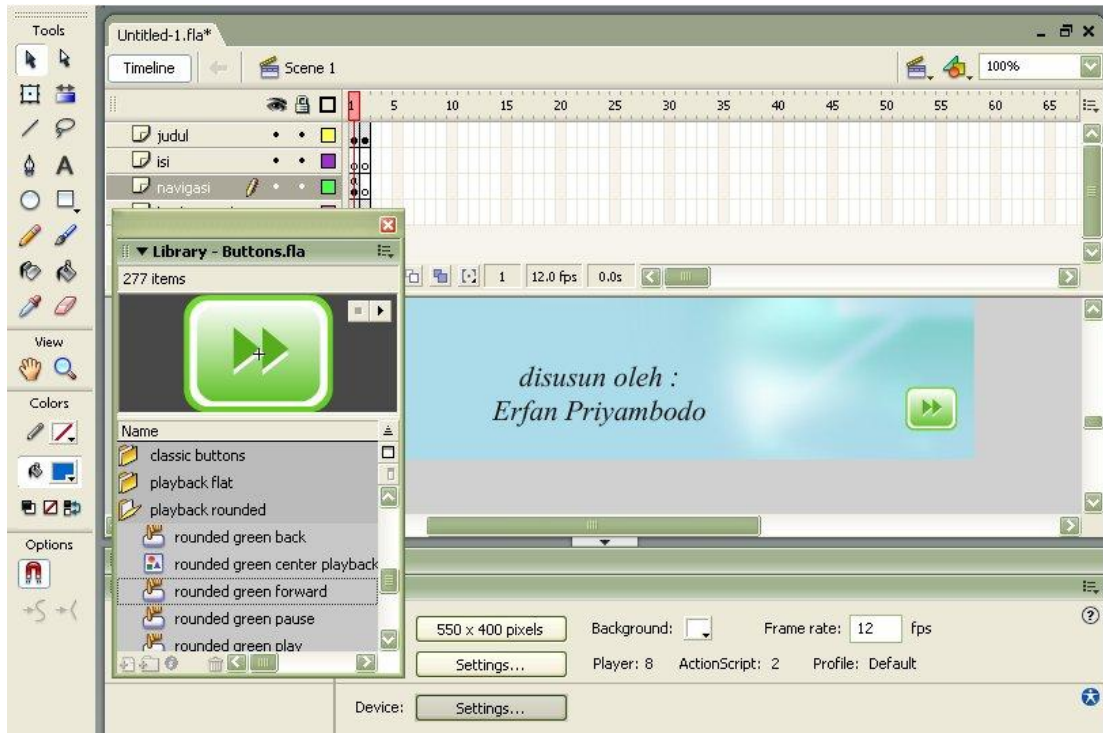 Tools
Untitled-1.fla*
Timeline
Scene 1
100%
1 5 10 15 20 25 30 35 40 45 50 55 60 65
judul
isi
navigasi
Library - Buttons.fla
277 items
1 12.0 fps 0.0s
View
disusun oleh :
Erfan Priyambodo
Colors
Name
classic buttons
playback flat
playback rounded
rounded green back
rounded green center playback
rounded green forward
rounded green pause
rounded green play
Options
550 x 400 pixels Background: Frame rate: 12 fps
Settings... Player: 8 ActionScript: 2 Profile: Default
Device: Settings...